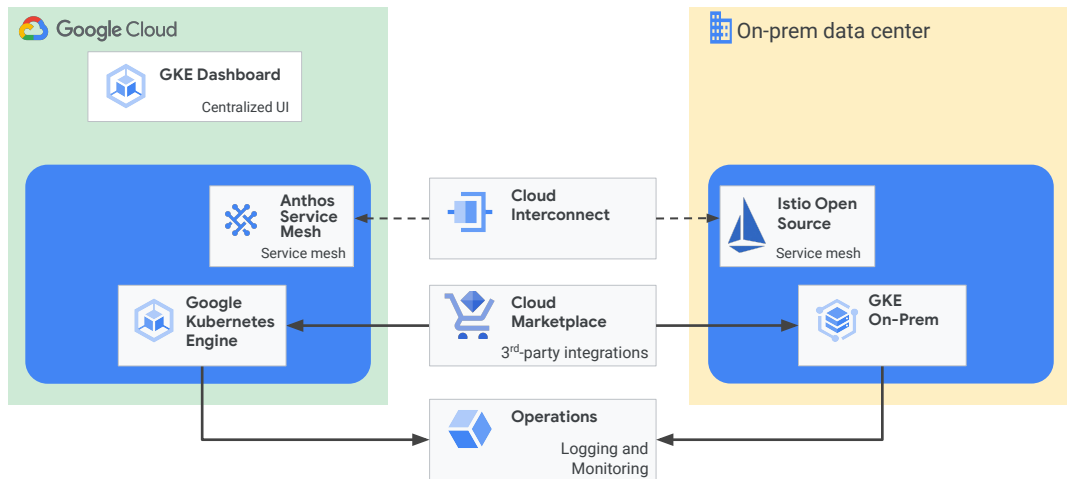 Google Cloud
On-prem data center
GKE Dashboard
Centralized UI
Anthos
Service
Mesh
Service mesh
Cloud
Interconnect
Istio Open
Source
Service mesh
Google
Kubernetes
Engine
Cloud
Marketplace
3rd-party integrations
GKE
On-Prem
Operations
Logging and
Monitoring